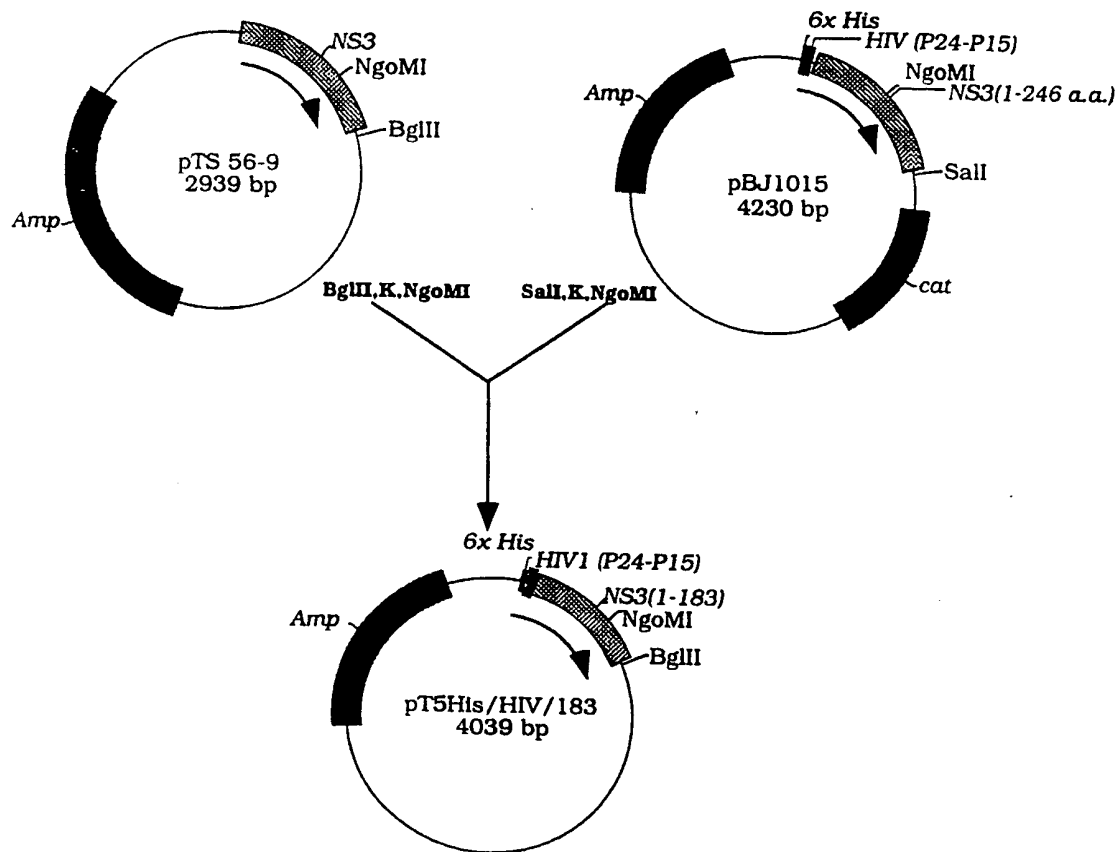 NS3
NgoMI
BglII
pTS 56-9
2939 bp
Amp
6x His
HIV (P24-P15)
NgoMI
NS3(1-246 a.a.)
Amp
SalI
pBJ1015
4230 bp
cat
BglII,K,NgoMI
SalI,K,NgoMI
6x His
HIV1 (P24-P15)
NS3(1-183)
NgoMI
Amp
BglII
pT5His/HIV/183
4039 bp